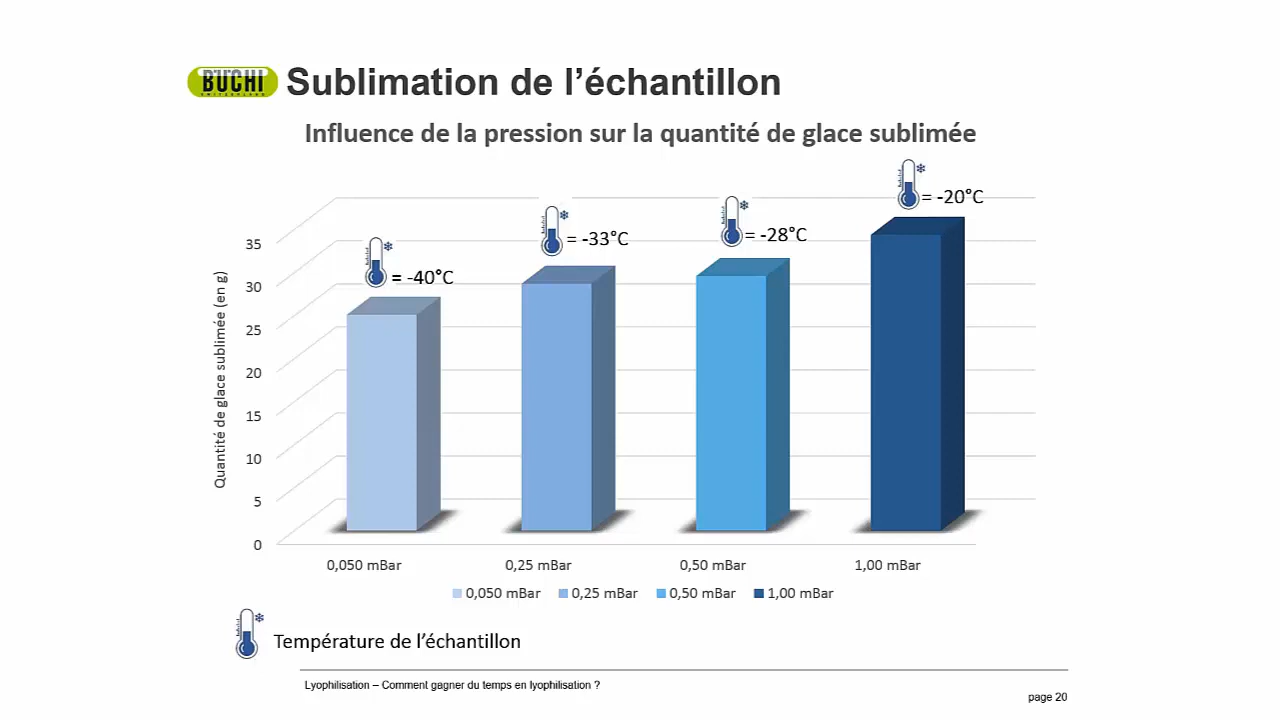 BÜCHI
SWITZERLAND
Sublimation de l’échantillon
Influence de la pression sur la quantité de glace sublimée
= -40°C
= -33°C
= -28°C
= -20°C
Quantité de glace sublimée (en g)
35
30
25
20
15
10
5
0
0,050 mBar
0,25 mBar
0,50 mBar
1,00 mBar
0,050 mBar
0,25 mBar
0,50 mBar
1,00 mBar
Température de l’échantillon
Lyophilisation – Comment gagner du temps en lyophilisation ?
page 20